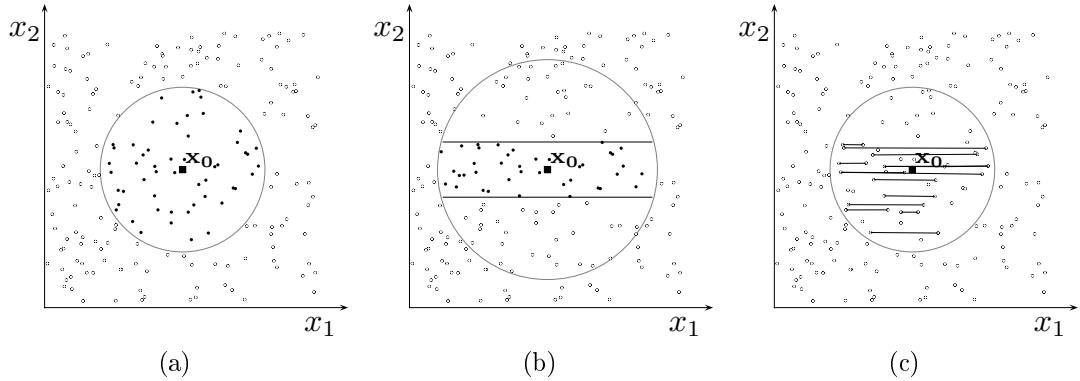 x₂ x₀ x₁
x₂ x₀ x₁
x₂ x₀ x₁
(a) (b) (c)